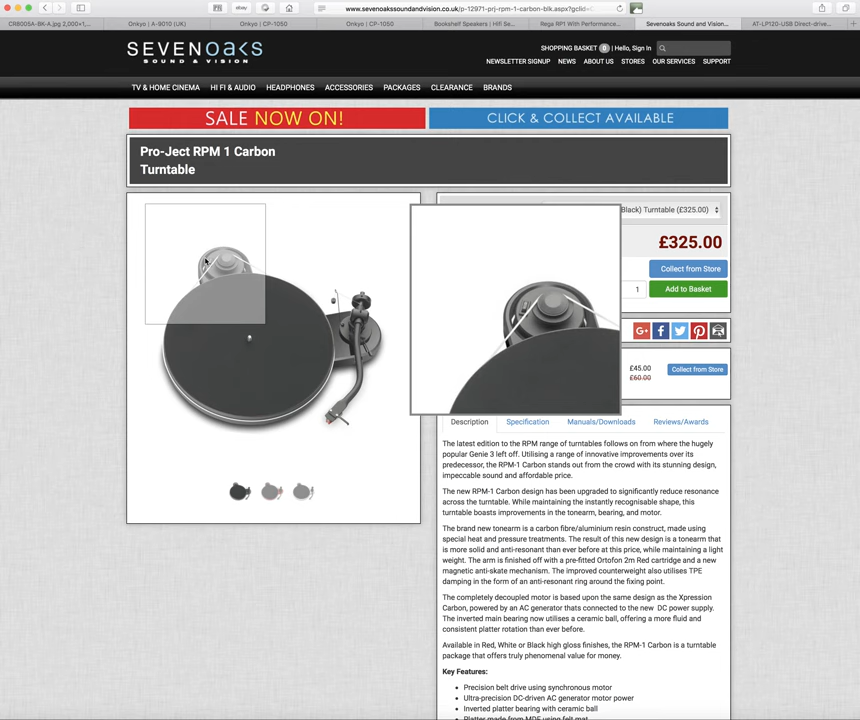 www.sevenoakssoundandvision.co.uk/p-12971-prj-rpm-1-carbon-blk.aspx?gclid=
ebay
CR8005A-BK-A.jpg 2,000×1...
Onkyo | A-9010 (UK)
Onkyo | CP-1050
Onkyo | CP-1050
Bookshelf Speakers | Hifi Se...
Rega RP1 With Performance...
Sevenoaks Sound and Vision...
AT-LP120-USB Direct-drive...
SEVENOAKS
SOUND & VISION
SHOPPING BASKET 0 | Hello, Sign In
NEWSLETTER SIGNUP NEWS ABOUT US STORES OUR SERVICES SUPPORT
TV & HOME CINEMA HI FI & AUDIO HEADPHONES ACCESSORIES PACKAGES CLEARANCE BRANDS
SALE NOW ON!
CLICK & COLLECT AVAILABLE
Pro-Ject RPM 1 Carbon
Turntable
Black) Turntable (£325.00)
£325.00
Collect from Store
1
Add to Basket
£45.00
£60.00
Collect from Store
Description Specification Manuals/Downloads Reviews/Awards
The latest edition to the RPM range of turntables follows on from where the hugely
popular Genie 3 left off. Utilising a range of innovative improvements over its
predecessor, the RPM-1 Carbon stands out from the crowd with its stunning design,
impeccable sound and affordable price.
The new RPM-1 Carbon design has been upgraded to significantly reduce resonance
across the turntable. While maintaining the instantly recognisable shape, this
turntable boasts improvements in the tonearm, bearing, and motor.
The brand new tonearm is a carbon fibre/aluminium resin construct, made using
special heat and pressure treatments. The result of this new design is a tonearm that
is more solid and anti-resonant than ever before at this price, while maintaining a light
weight. The arm is finished off with a pre-fitted Ortofon 2m Red cartridge and a new
magnetic anti-skate mechanism. The improved counterweight also utilises TPE
damping in the form of an anti-resonant ring around the fixing point.
The completely decoupled motor is based upon the same design as the Xpression
Carbon, powered by an AC generator thats connected to the new DC power supply.
The inverted main bearing now utilises a ceramic ball, offering a more fluid and
consistent platter rotation than ever before.
Available in Red, White or Black high gloss finishes, the RPM-1 Carbon is a turntable
package that offers truly phenomenal value for money.
Key Features:
• Precision belt drive using synchronous motor
• Ultra-precision DC-driven AC generator motor power
• Inverted platter bearing with ceramic ball
• Platter made from MDF using felt mat